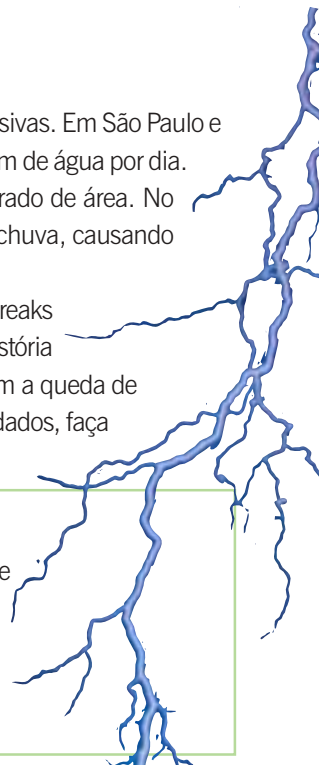 sivas. Em São Paulo e
m de água por dia.
rado de área. No
chuva, causando
reaks
stória
m a queda de
dados, faça
e